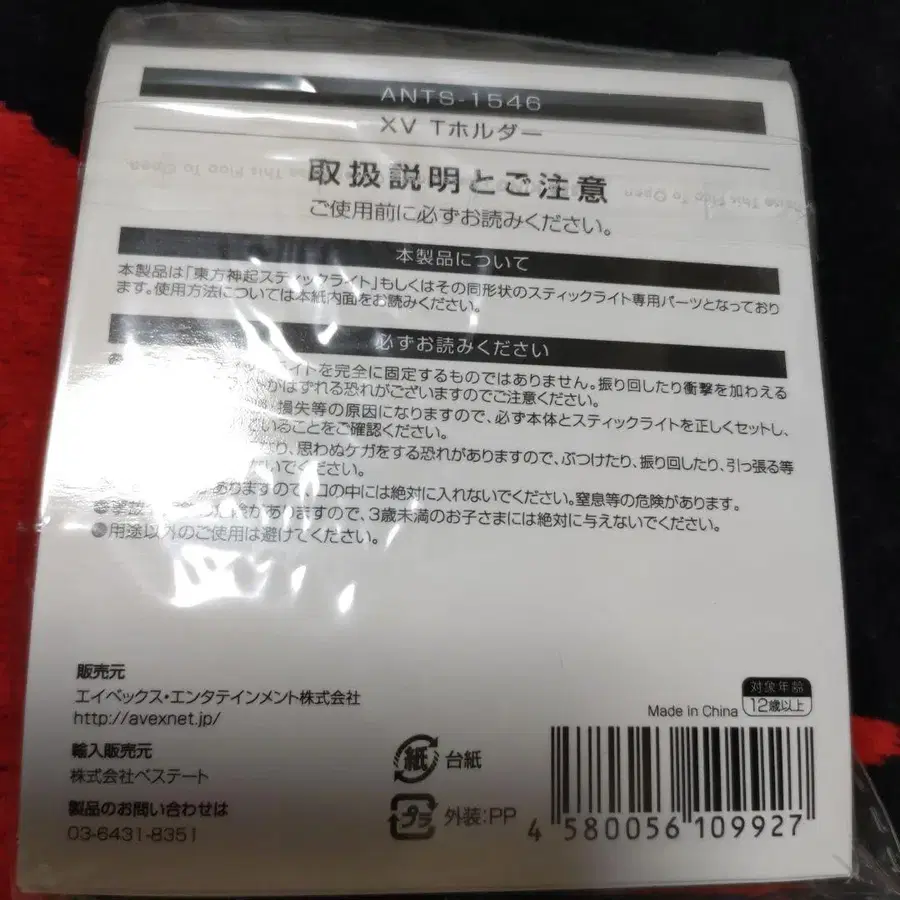 ANTS-1546
XV Tホルダー
取扱説明とご注意
ご使用前に必ずお読みください。
本製品について
本製品は「東方神起スティックライト」もしくはその同形状のスティックライト専用パーツとなっており
ます。使用方法については本紙内面をお読みください。
必ずお読みください
イトを完全に固定するものではありません。振り回したり衝撃を加わえる
がはずれる恐れがございますのでご注意ください。
損失等の原因になりますので、必ず本体とスティックライトを正しくセットし、
いることをご確認ください。
り、思わぬケガをする恐れがありますので、ぶつけたり、振り回したり、引っ張る等
ないでください。
ありますので、口の中には絶対に入れないでください。窒息等の危険があります。
がありますので、3歳未満のお子さまには絶対に与えないでください。
●用途以外のご使用は避けてください。
販売元
エイベックス・エンタテインメント株式会社
http://avexnet.jp/
輸入販売元
株式会社ベステート
製品のお問い合わせは
03-6431-8351
紙 台紙
プラ 外装:PP
Made in China
対象年齢
12歳以上
4 580056 109927